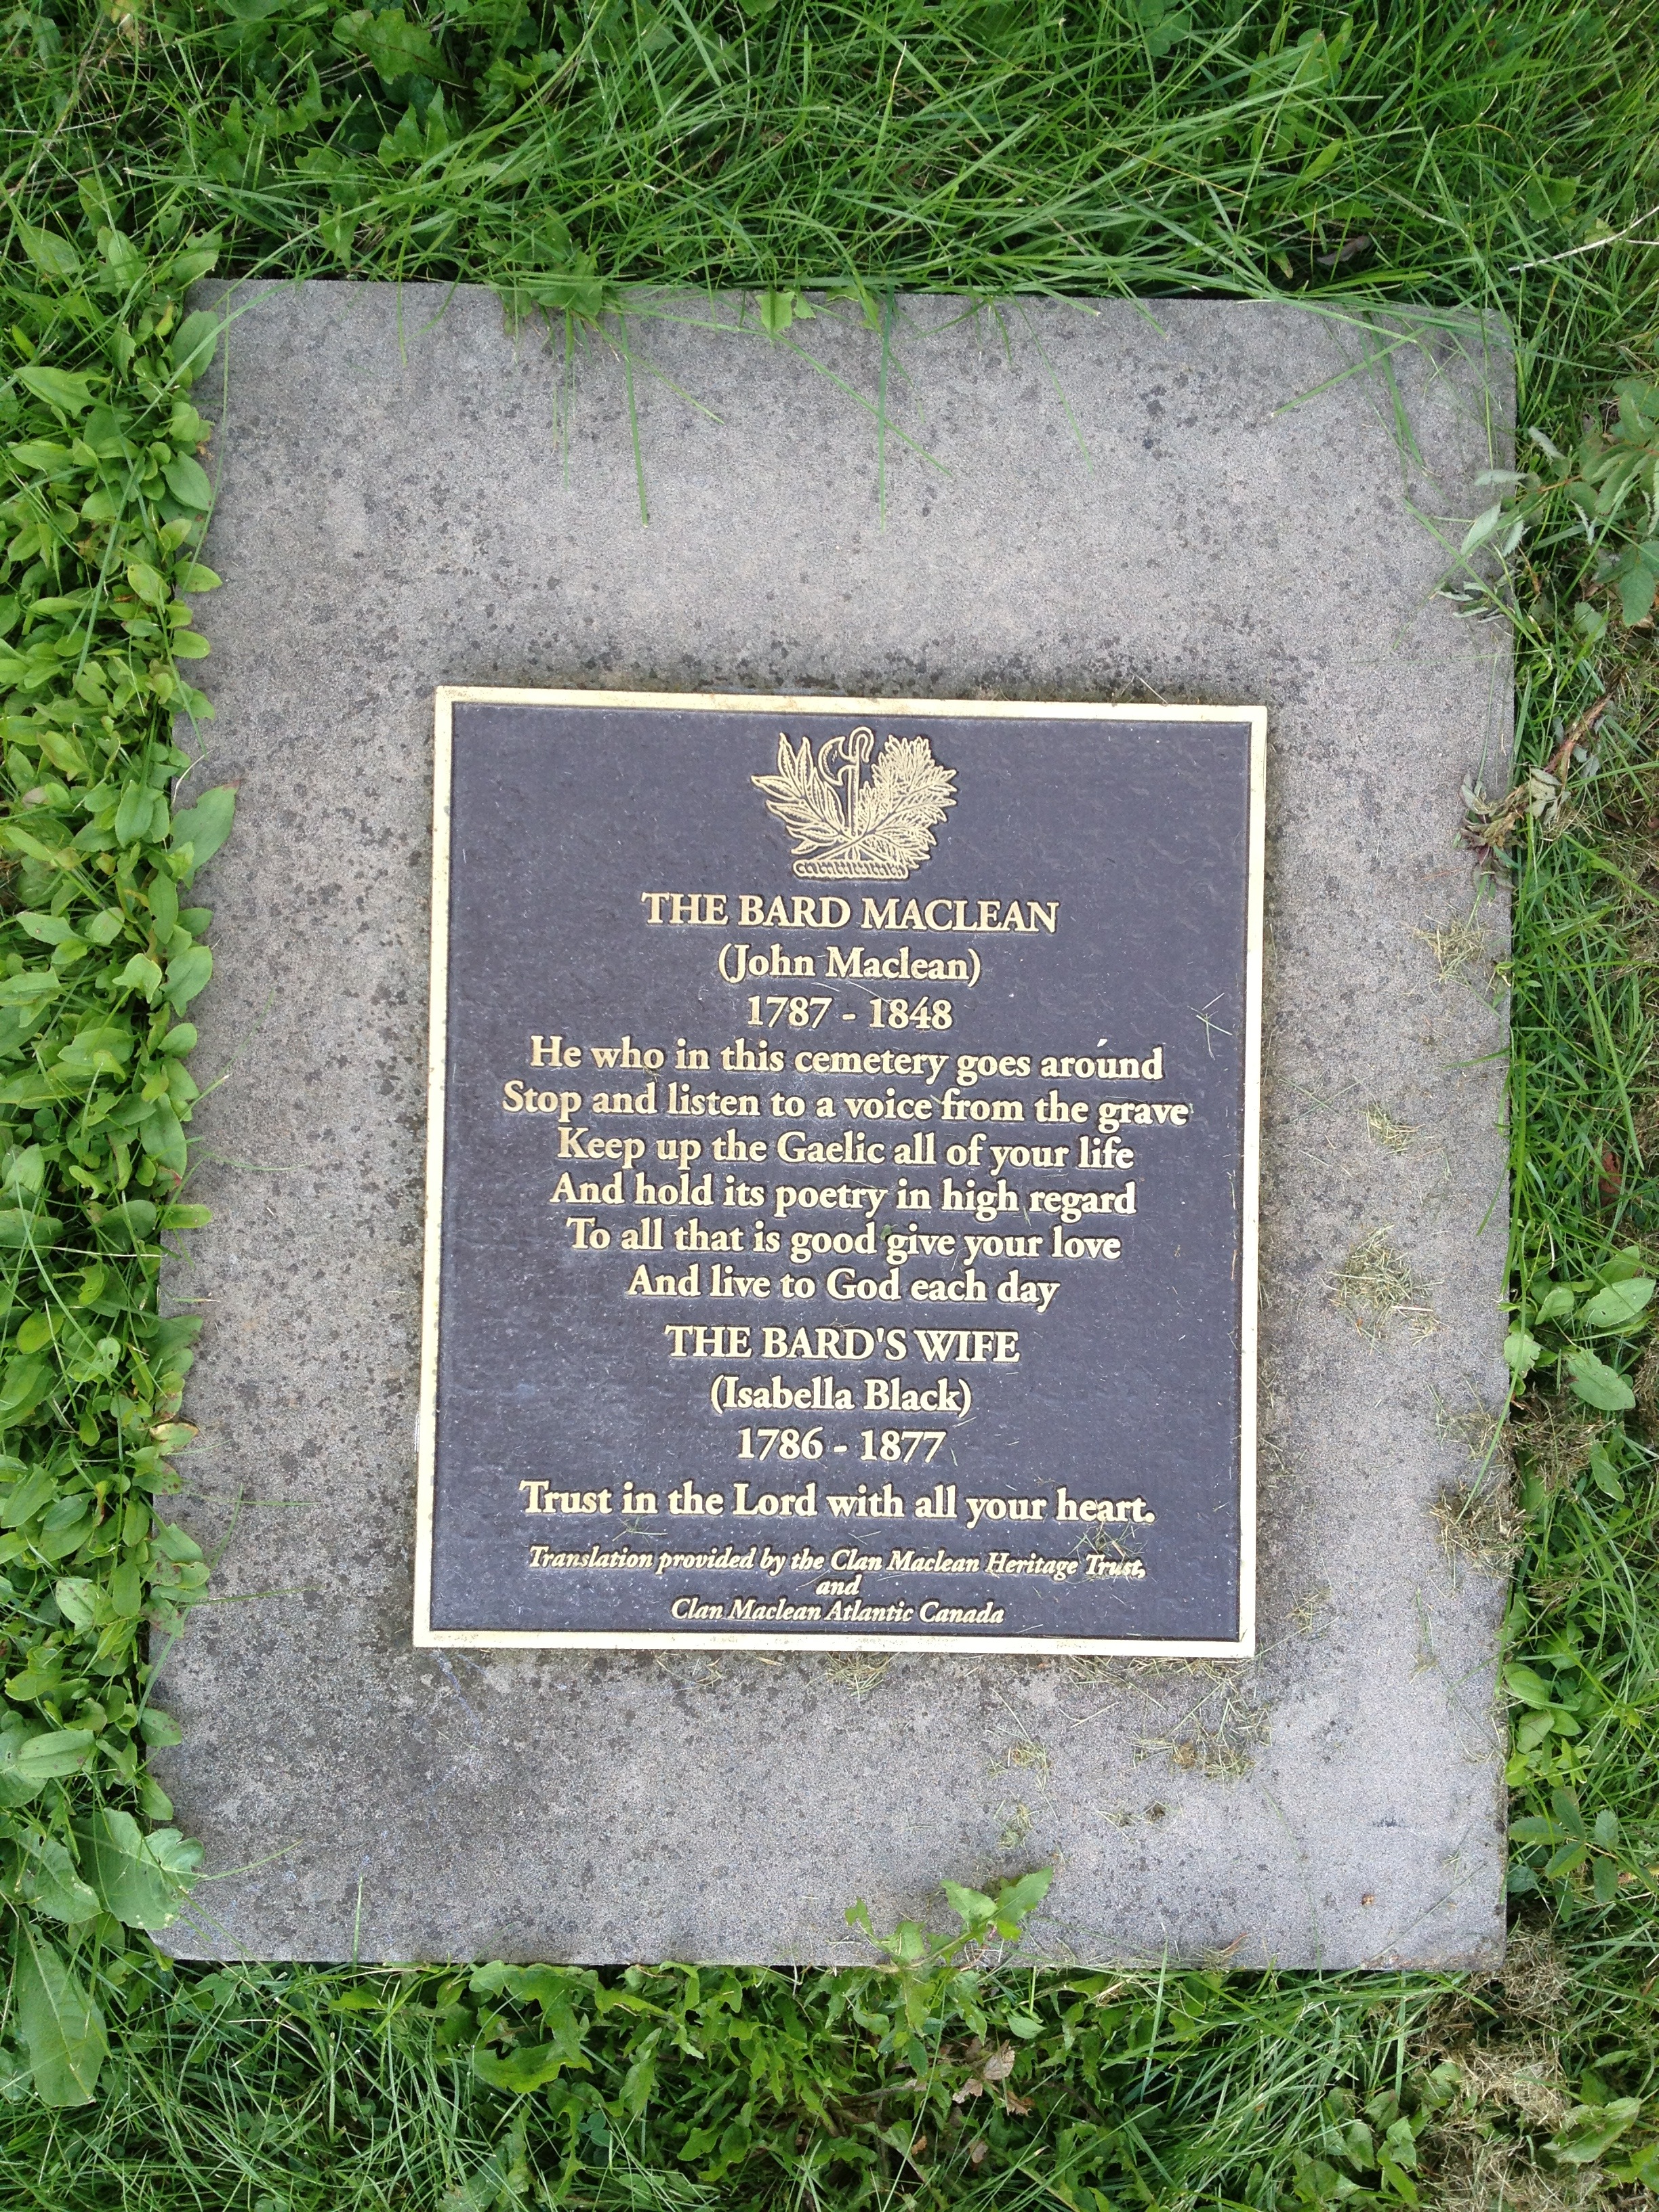 THE BARD MACLEAN
(John Maclean)
1787 - 1848
He who in this cemetery goes around
Stop and listen to a voice from the grave
Keep up the Gaelic all of your life
And hold its poetry in high regard
To all that is good give your love
And live to God each day
THE BARD'S WIFE
(Isabella Black)
1786 - 1877
Trust in the Lord with all your heart.
Translation provided by the Clan Maclean Heritage Trust,
and
Clan Maclean Atlantic Canada